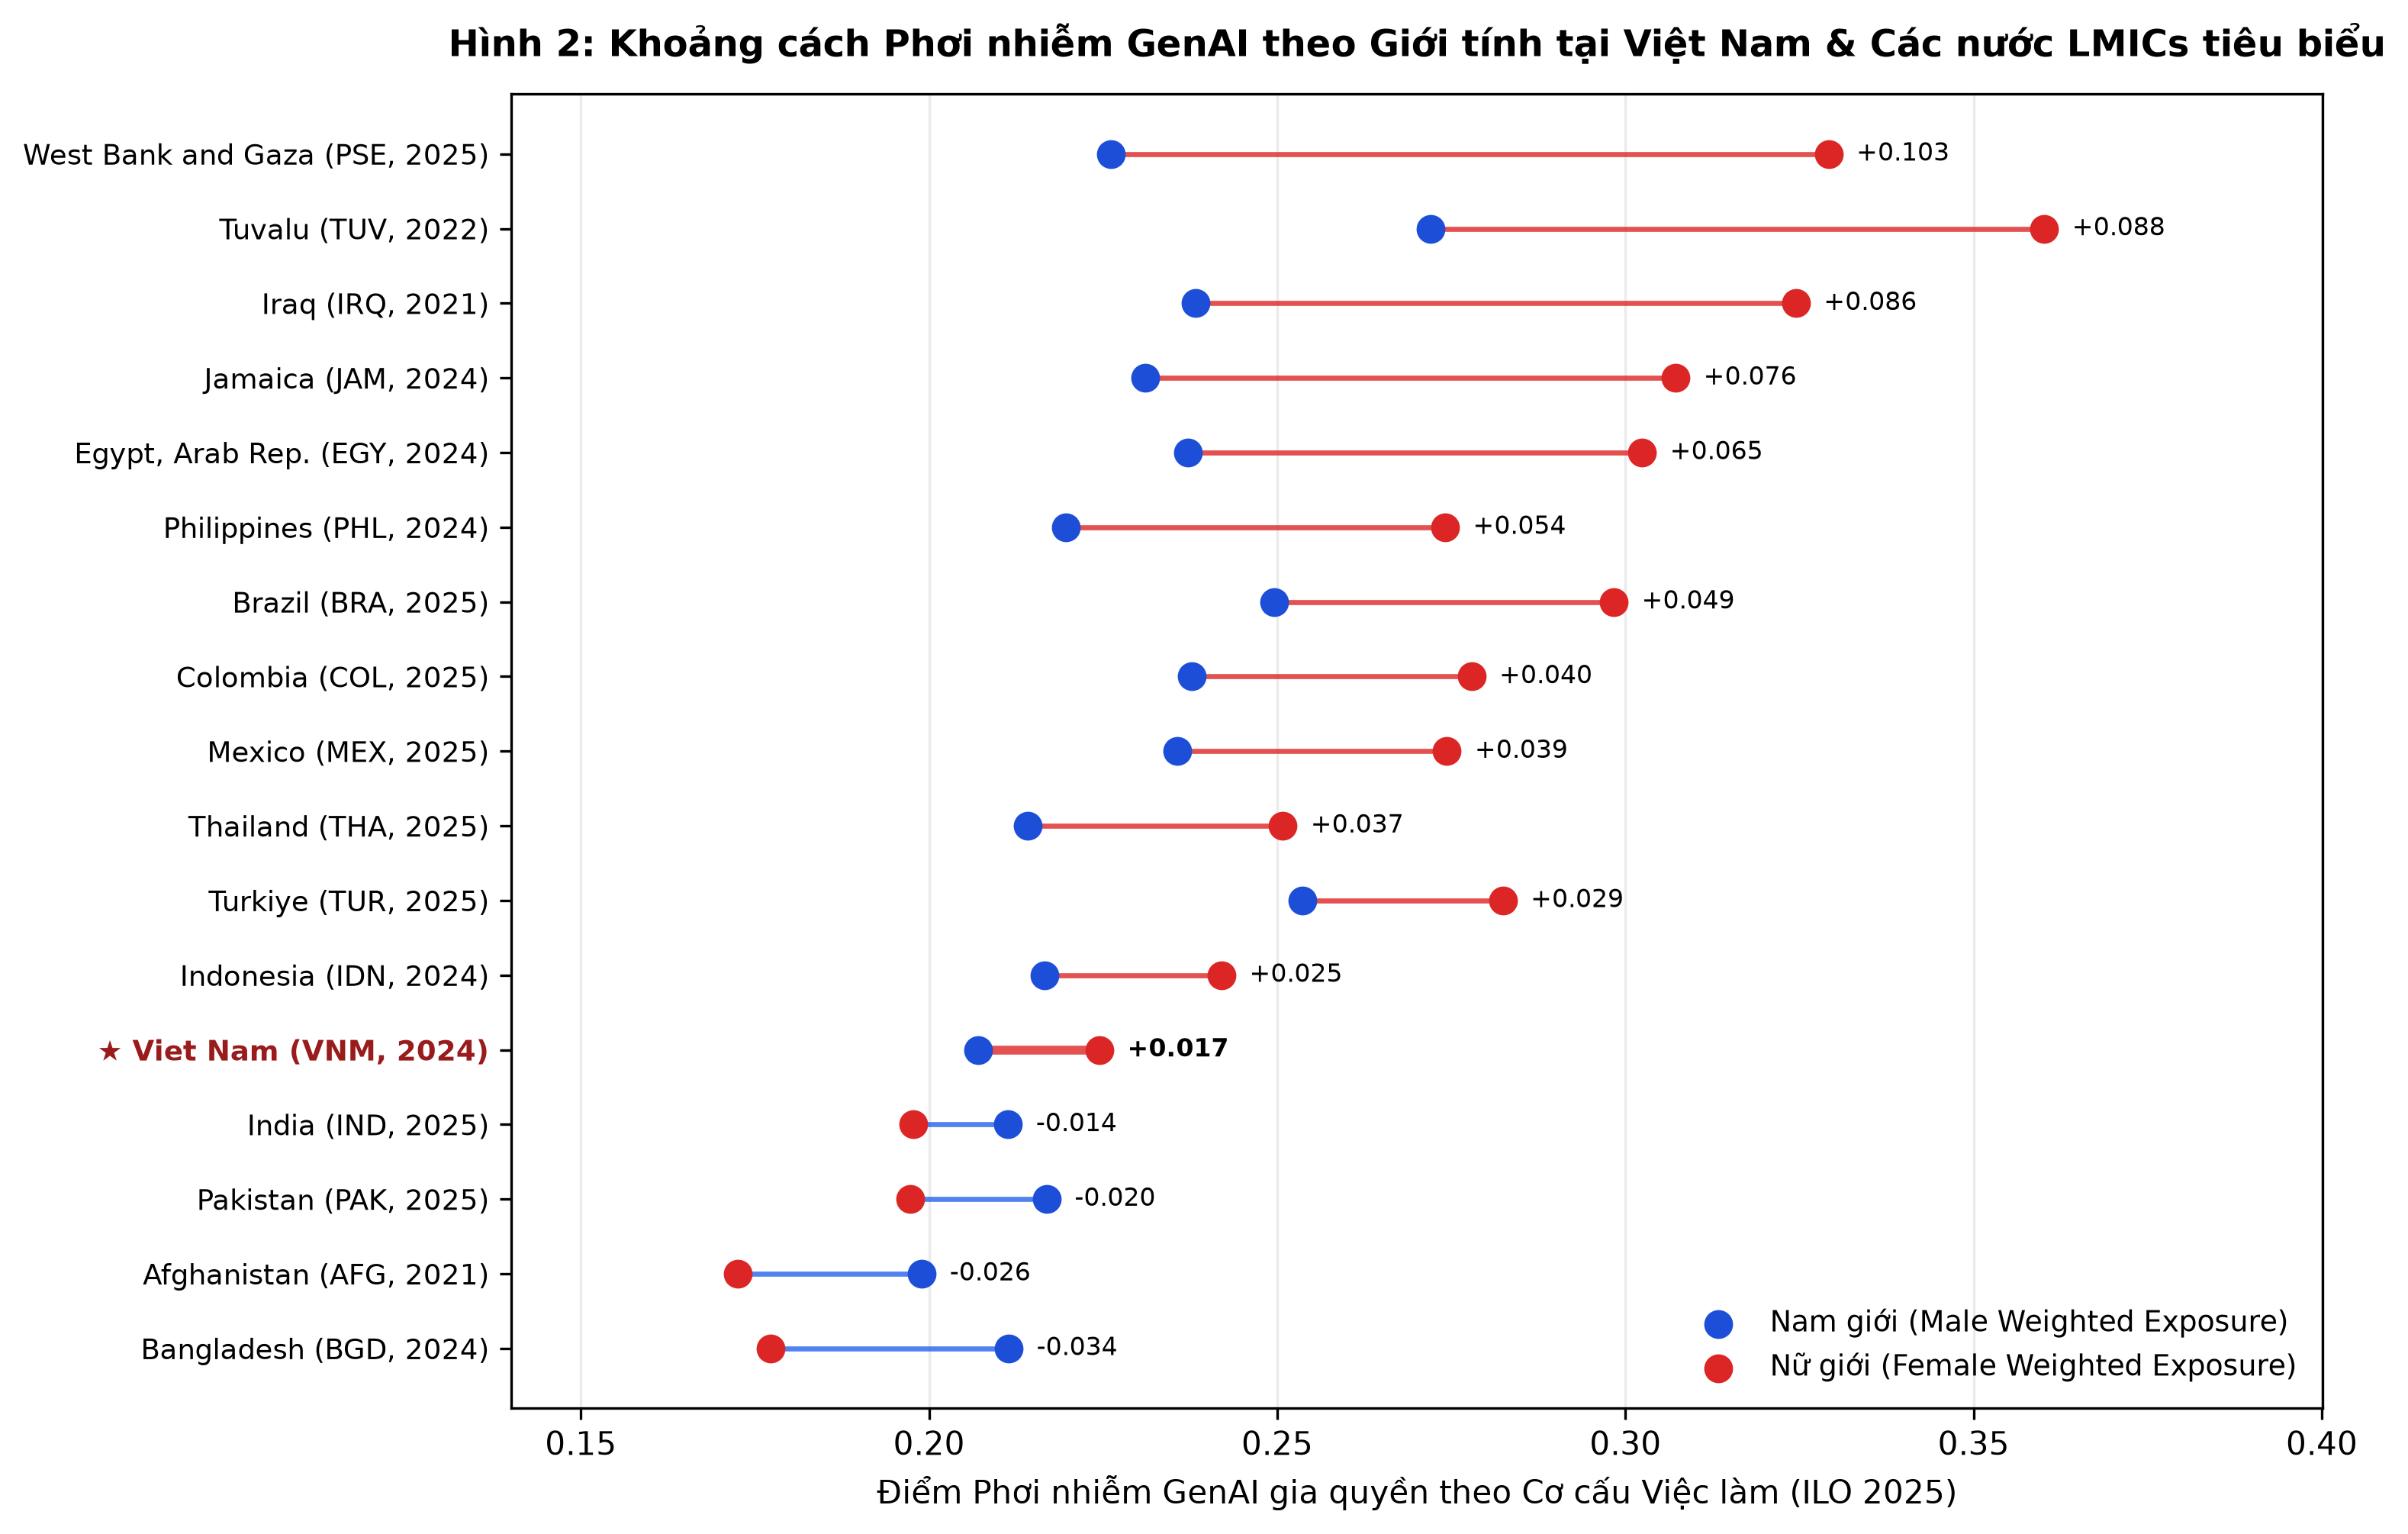 Hình 2: Khoảng cách Phơi nhiễm GenAI theo Giới tính tại Việt Nam & Các nước LMICs tiêu biểu
West Bank and Gaza (PSE, 2025)
+0.103
Tuvalu (TUV, 2022)
+0.088
Iraq (IRQ, 2021)
+0.086
Jamaica (JAM, 2024)
+0.076
Egypt, Arab Rep. (EGY, 2024)
+0.065
Philippines (PHL, 2024)
+0.054
Brazil (BRA, 2025)
+0.049
Colombia (COL, 2025)
+0.040
Mexico (MEX, 2025)
+0.039
Thailand (THA, 2025)
+0.037
Turkiye (TUR, 2025)
+0.029
Indonesia (IDN, 2024)
+0.025
★ Viet Nam (VNM, 2024)
+0.017
India (IND, 2025)
-0.014
Pakistan (PAK, 2025)
-0.020
Afghanistan (AFG, 2021)
-0.026
Bangladesh (BGD, 2024)
-0.034
Nam giới (Male Weighted Exposure)
Nữ giới (Female Weighted Exposure)
0.15 0.20 0.25 0.30 0.35 0.40
Điểm Phơi nhiễm GenAI gia quyền theo Cơ cấu Việc làm (ILO 2025)